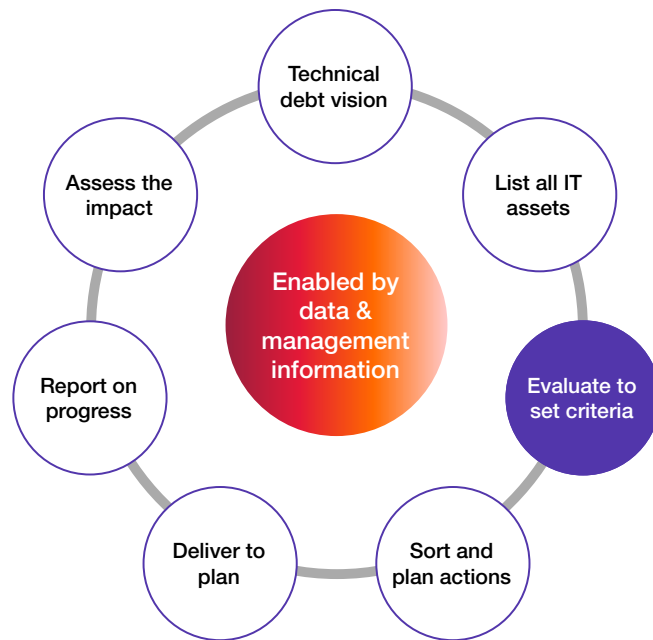 Technical
debt vision
List all IT
assets
Evaluate to
set criteria
Sort and
plan actions
Deliver to
plan
Report on
progress
Assess the
impact
Enabled by
data &
management
information